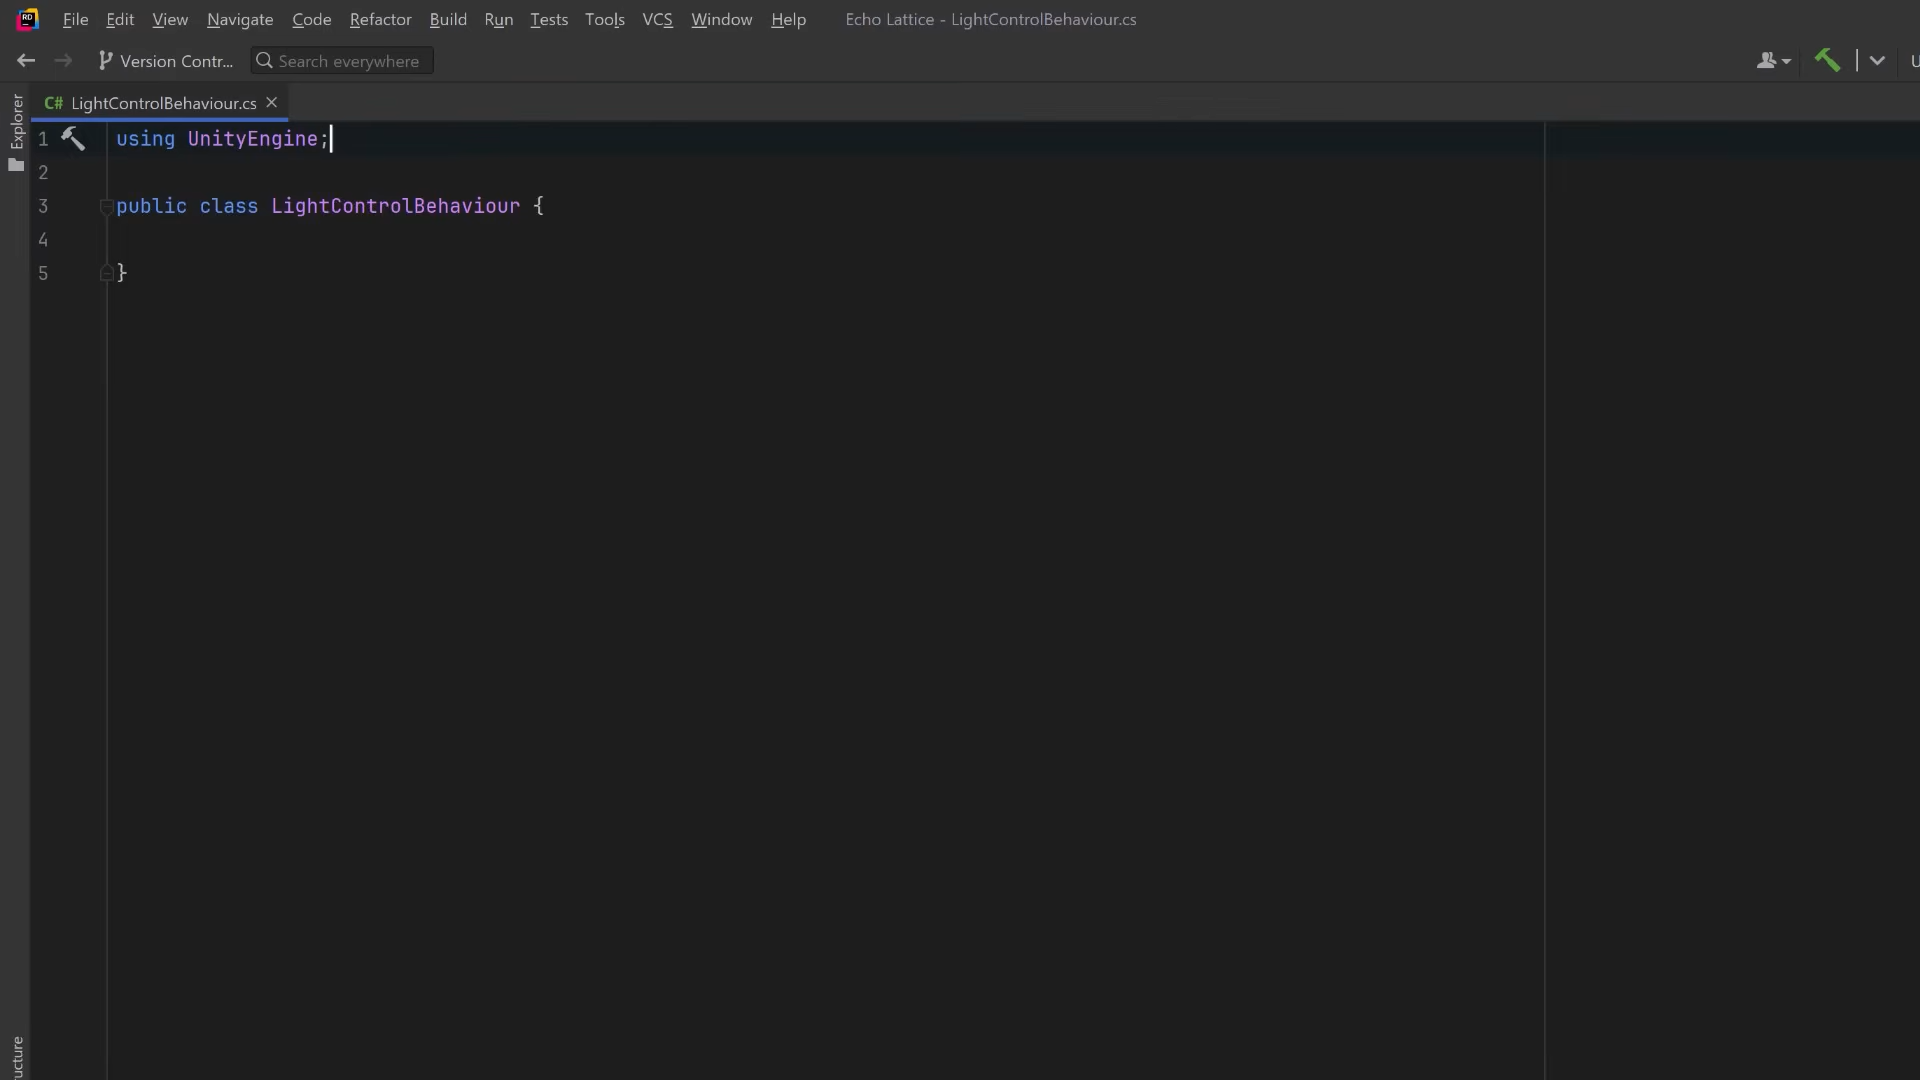 RD
File Edit View Navigate Code Refactor Build Run Tests Tools VCS Window Help Echo Lattice - LightControlBehaviour.cs
Version Contr... Search everywhere U
C# LightControlBehaviour.cs
Explorer
1 using UnityEngine;
2
3 public class LightControlBehaviour {
4
5 }
ucture